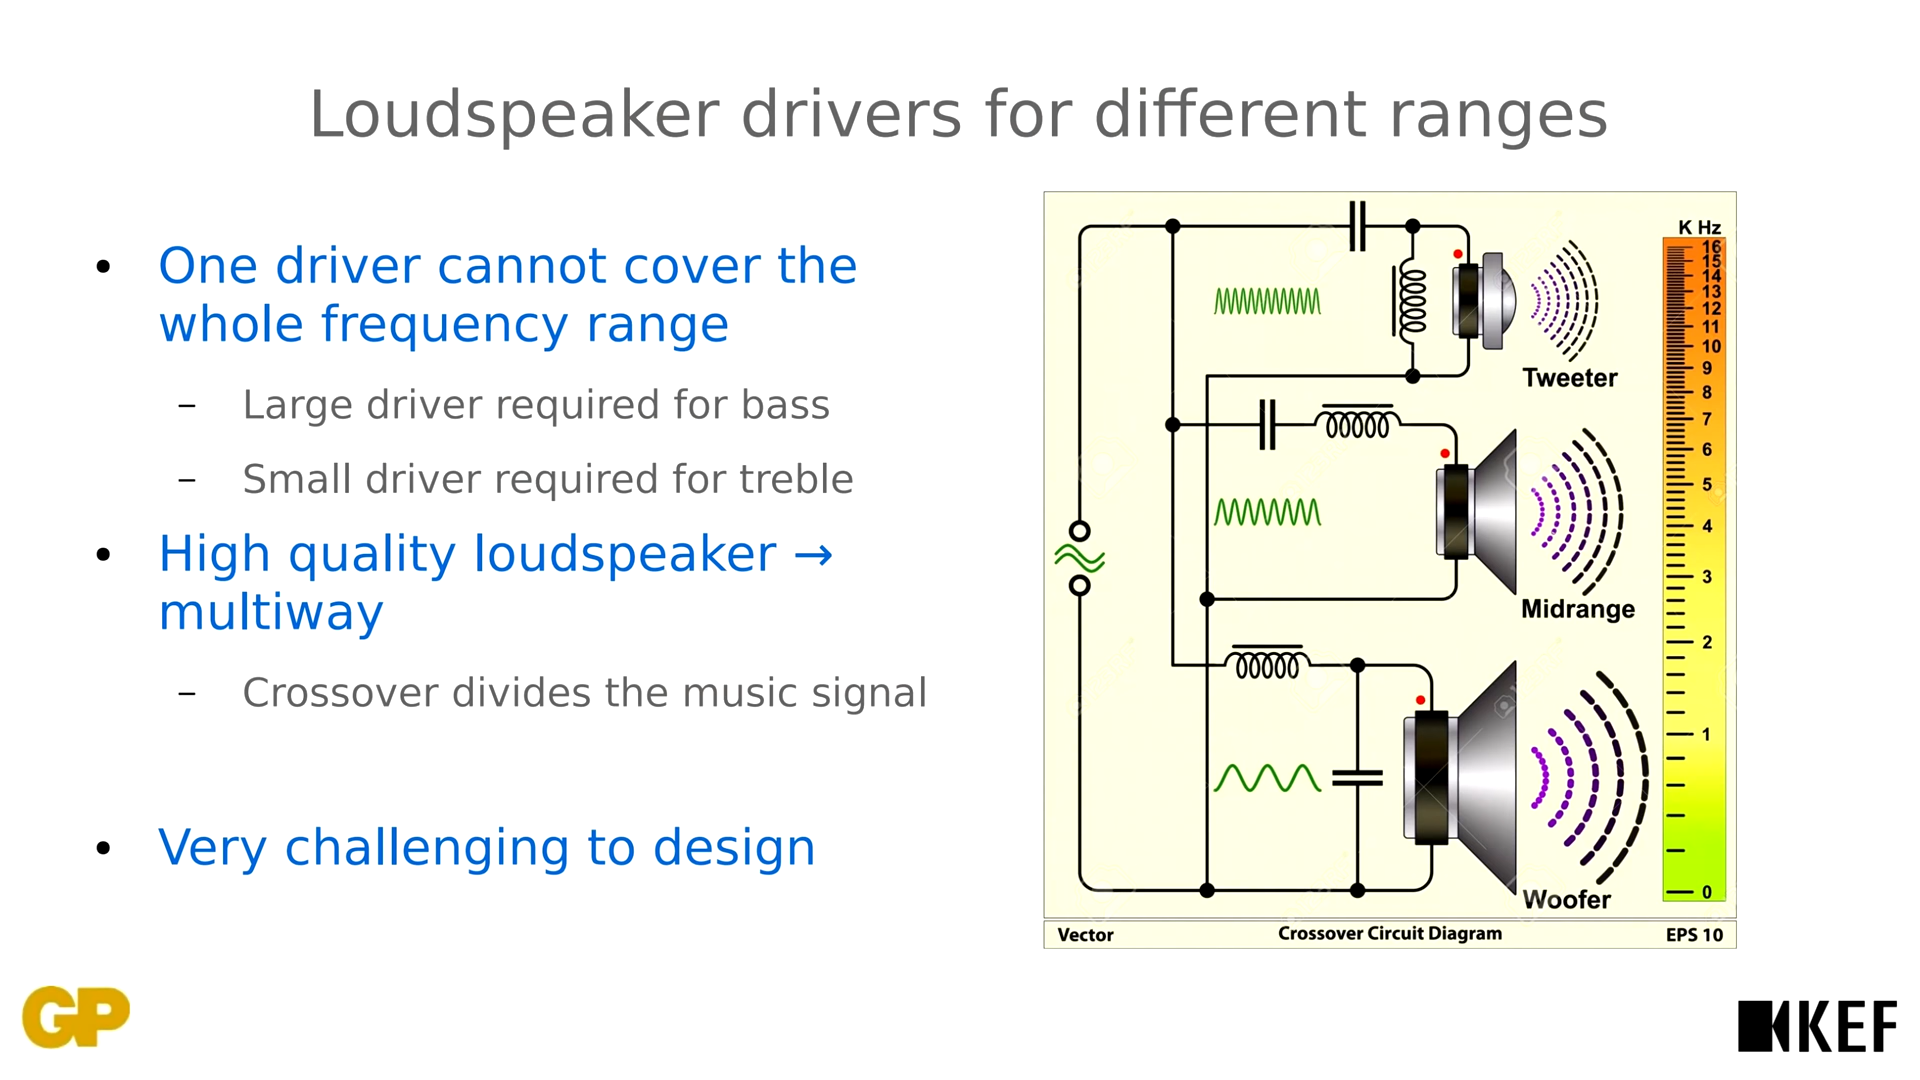 Loudspeaker drivers for different ranges
• One driver cannot cover the
whole frequency range
– Large driver required for bass
– Small driver required for treble
• High quality loudspeaker →
multiway
– Crossover divides the music signal
• Very challenging to design
K Hz
16
15
14
13
12
11
10
9
8
7
6
5
4
3
2
1
0
Tweeter
Midrange
Woofer
Vector
Crossover Circuit Diagram
EPS 10
GP
KEF